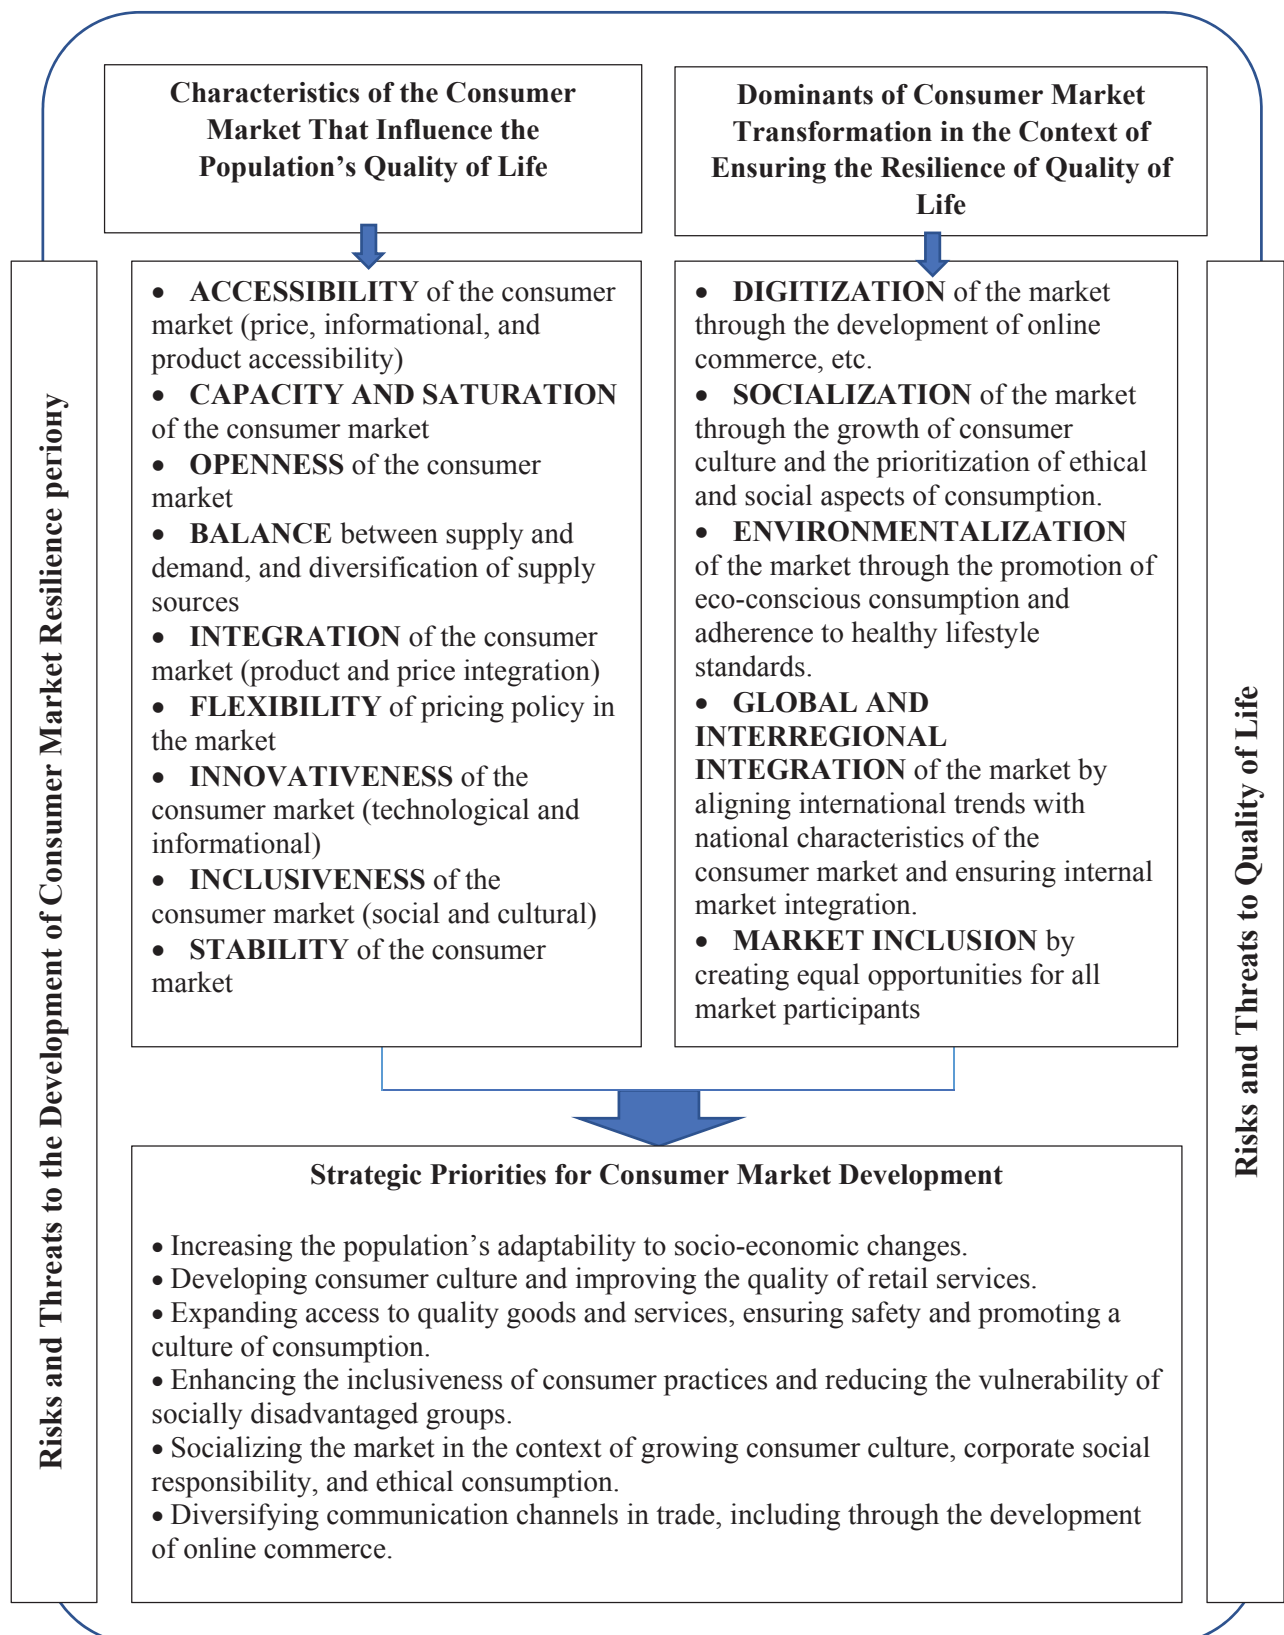 Characteristics of the Consumer
Market That Influence the
Population’s Quality of Life
Dominants of Consumer Market
Transformation in the Context of
Ensuring the Resilience of Quality of
Life
Risks and Threats to the Development of Consumer Market Resilience регіону
• ACCESSIBILITY of the consumer
market (price, informational, and
product accessibility)
• CAPACITY AND SATURATION
of the consumer market
• OPENNESS of the consumer
market
• BALANCE between supply and
demand, and diversification of supply
sources
• INTEGRATION of the consumer
market (product and price integration)
• FLEXIBILITY of pricing policy in
the market
• INNOVATIVENESS of the
consumer market (technological and
informational)
• INCLUSIVENESS of the
consumer market (social and cultural)
• STABILITY of the consumer
market
• DIGITIZATION of the market
through the development of online
commerce, etc.
• SOCIALIZATION of the market
through the growth of consumer
culture and the prioritization of ethical
and social aspects of consumption.
• ENVIRONMENTALIZATION
of the market through the promotion of
eco-conscious consumption and
adherence to healthy lifestyle
standards.
• GLOBAL AND
INTERREGIONAL
INTEGRATION of the market by
aligning international trends with
national characteristics of the
consumer market and ensuring internal
market integration.
• MARKET INCLUSION by
creating equal opportunities for all
market participants
Risks and Threats to Quality of Life
Strategic Priorities for Consumer Market Development
• Increasing the population’s adaptability to socio-economic changes.
• Developing consumer culture and improving the quality of retail services.
• Expanding access to quality goods and services, ensuring safety and promoting a
culture of consumption.
• Enhancing the inclusiveness of consumer practices and reducing the vulnerability of
socially disadvantaged groups.
• Socializing the market in the context of growing consumer culture, corporate social
responsibility, and ethical consumption.
• Diversifying communication channels in trade, including through the development
of online commerce.